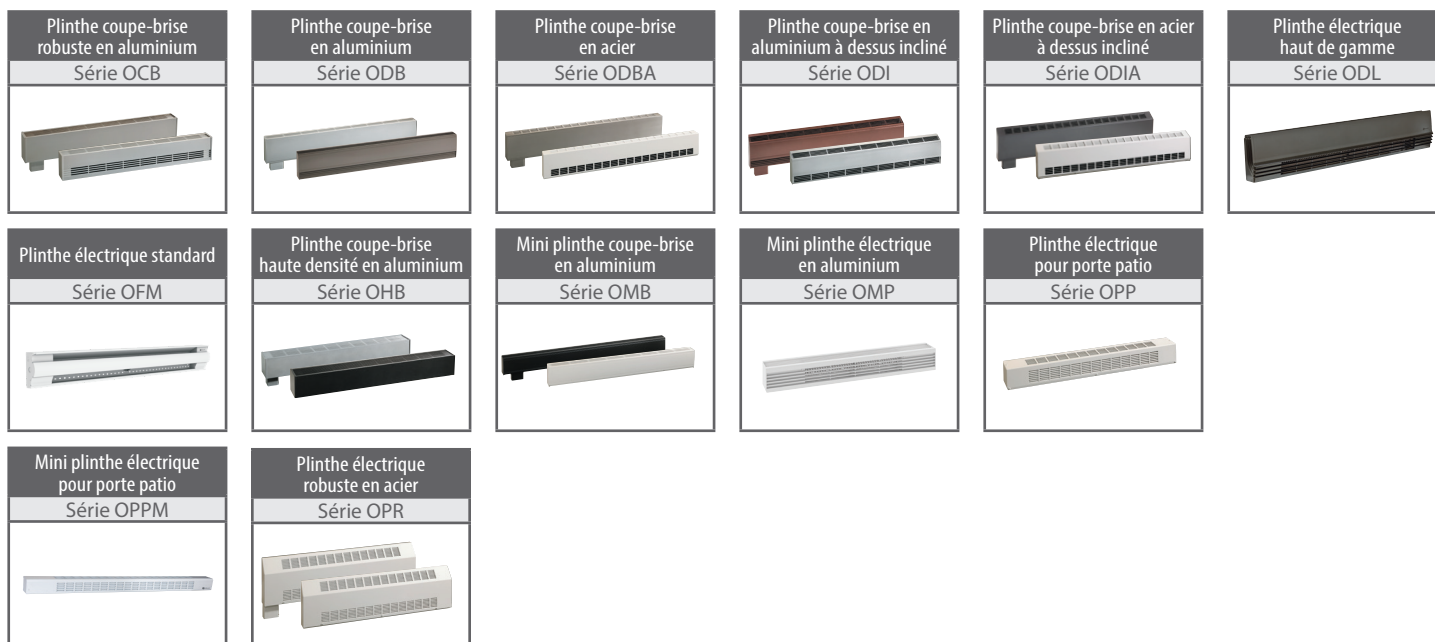 Plinthe coupe-brise
robuste en aluminium
Série OCB
Plinthe coupe-brise
en aluminium
Série ODB
Plinthe coupe-brise
en acier
Série ODBA
Plinthe coupe-brise en
aluminium à dessus incliné
Série ODI
Plinthe coupe-brise en acier
à dessus incliné
Série ODIA
Plinthe électrique
haut de gamme
Série ODL
Plinthe électrique standard
Série OFM
Plinthe coupe-brise
haute densité en aluminium
Série OHB
Mini plinthe coupe-brise
en aluminium
Série OMB
Mini plinthe électrique
en aluminium
Série OMP
Plinthe électrique
pour porte patio
Série OPP
Mini plinthe électrique
pour porte patio
Série OPPM
Plinthe électrique
robuste en acier
Série OPR